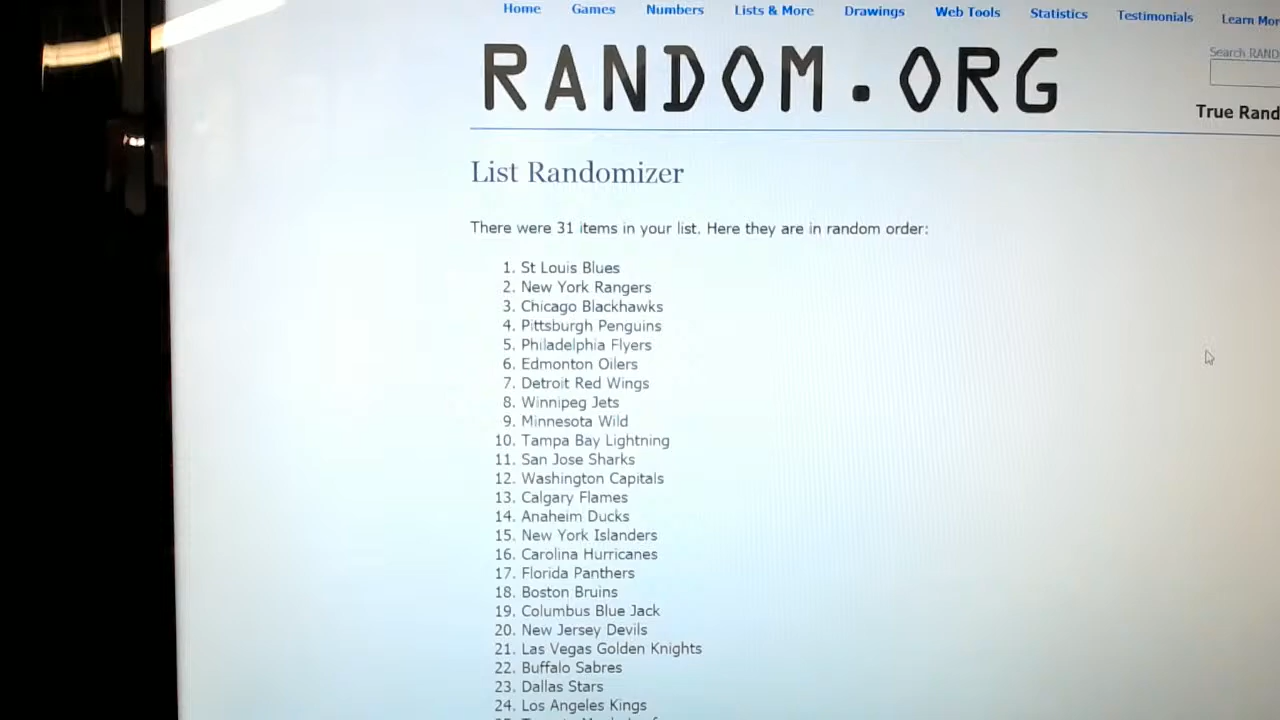 Home Games Numbers Lists & More Drawings Web Tools Statistics Testimonials Learn
Search
RANDOM.ORG
True
List Randomizer
There were 31 items in your list. Here they are in random order:
1. St Louis Blues
2. New York Rangers
3. Chicago Blackhawks
4. Pittsburgh Penguins
5. Philadelphia Flyers
6. Edmonton Oilers
7. Detroit Red Wings
8. Winnipeg Jets
9. Minnesota Wild
10. Tampa Bay Lightning
11. San Jose Sharks
12. Washington Capitals
13. Calgary Flames
14. Anaheim Ducks
15. New York Islanders
16. Carolina Hurricanes
17. Florida Panthers
18. Boston Bruins
19. Columbus Blue Jack
20. New Jersey Devils
21. Las Vegas Golden Knights
22. Buffalo Sabres
23. Dallas Stars
24. Los Angeles Kings